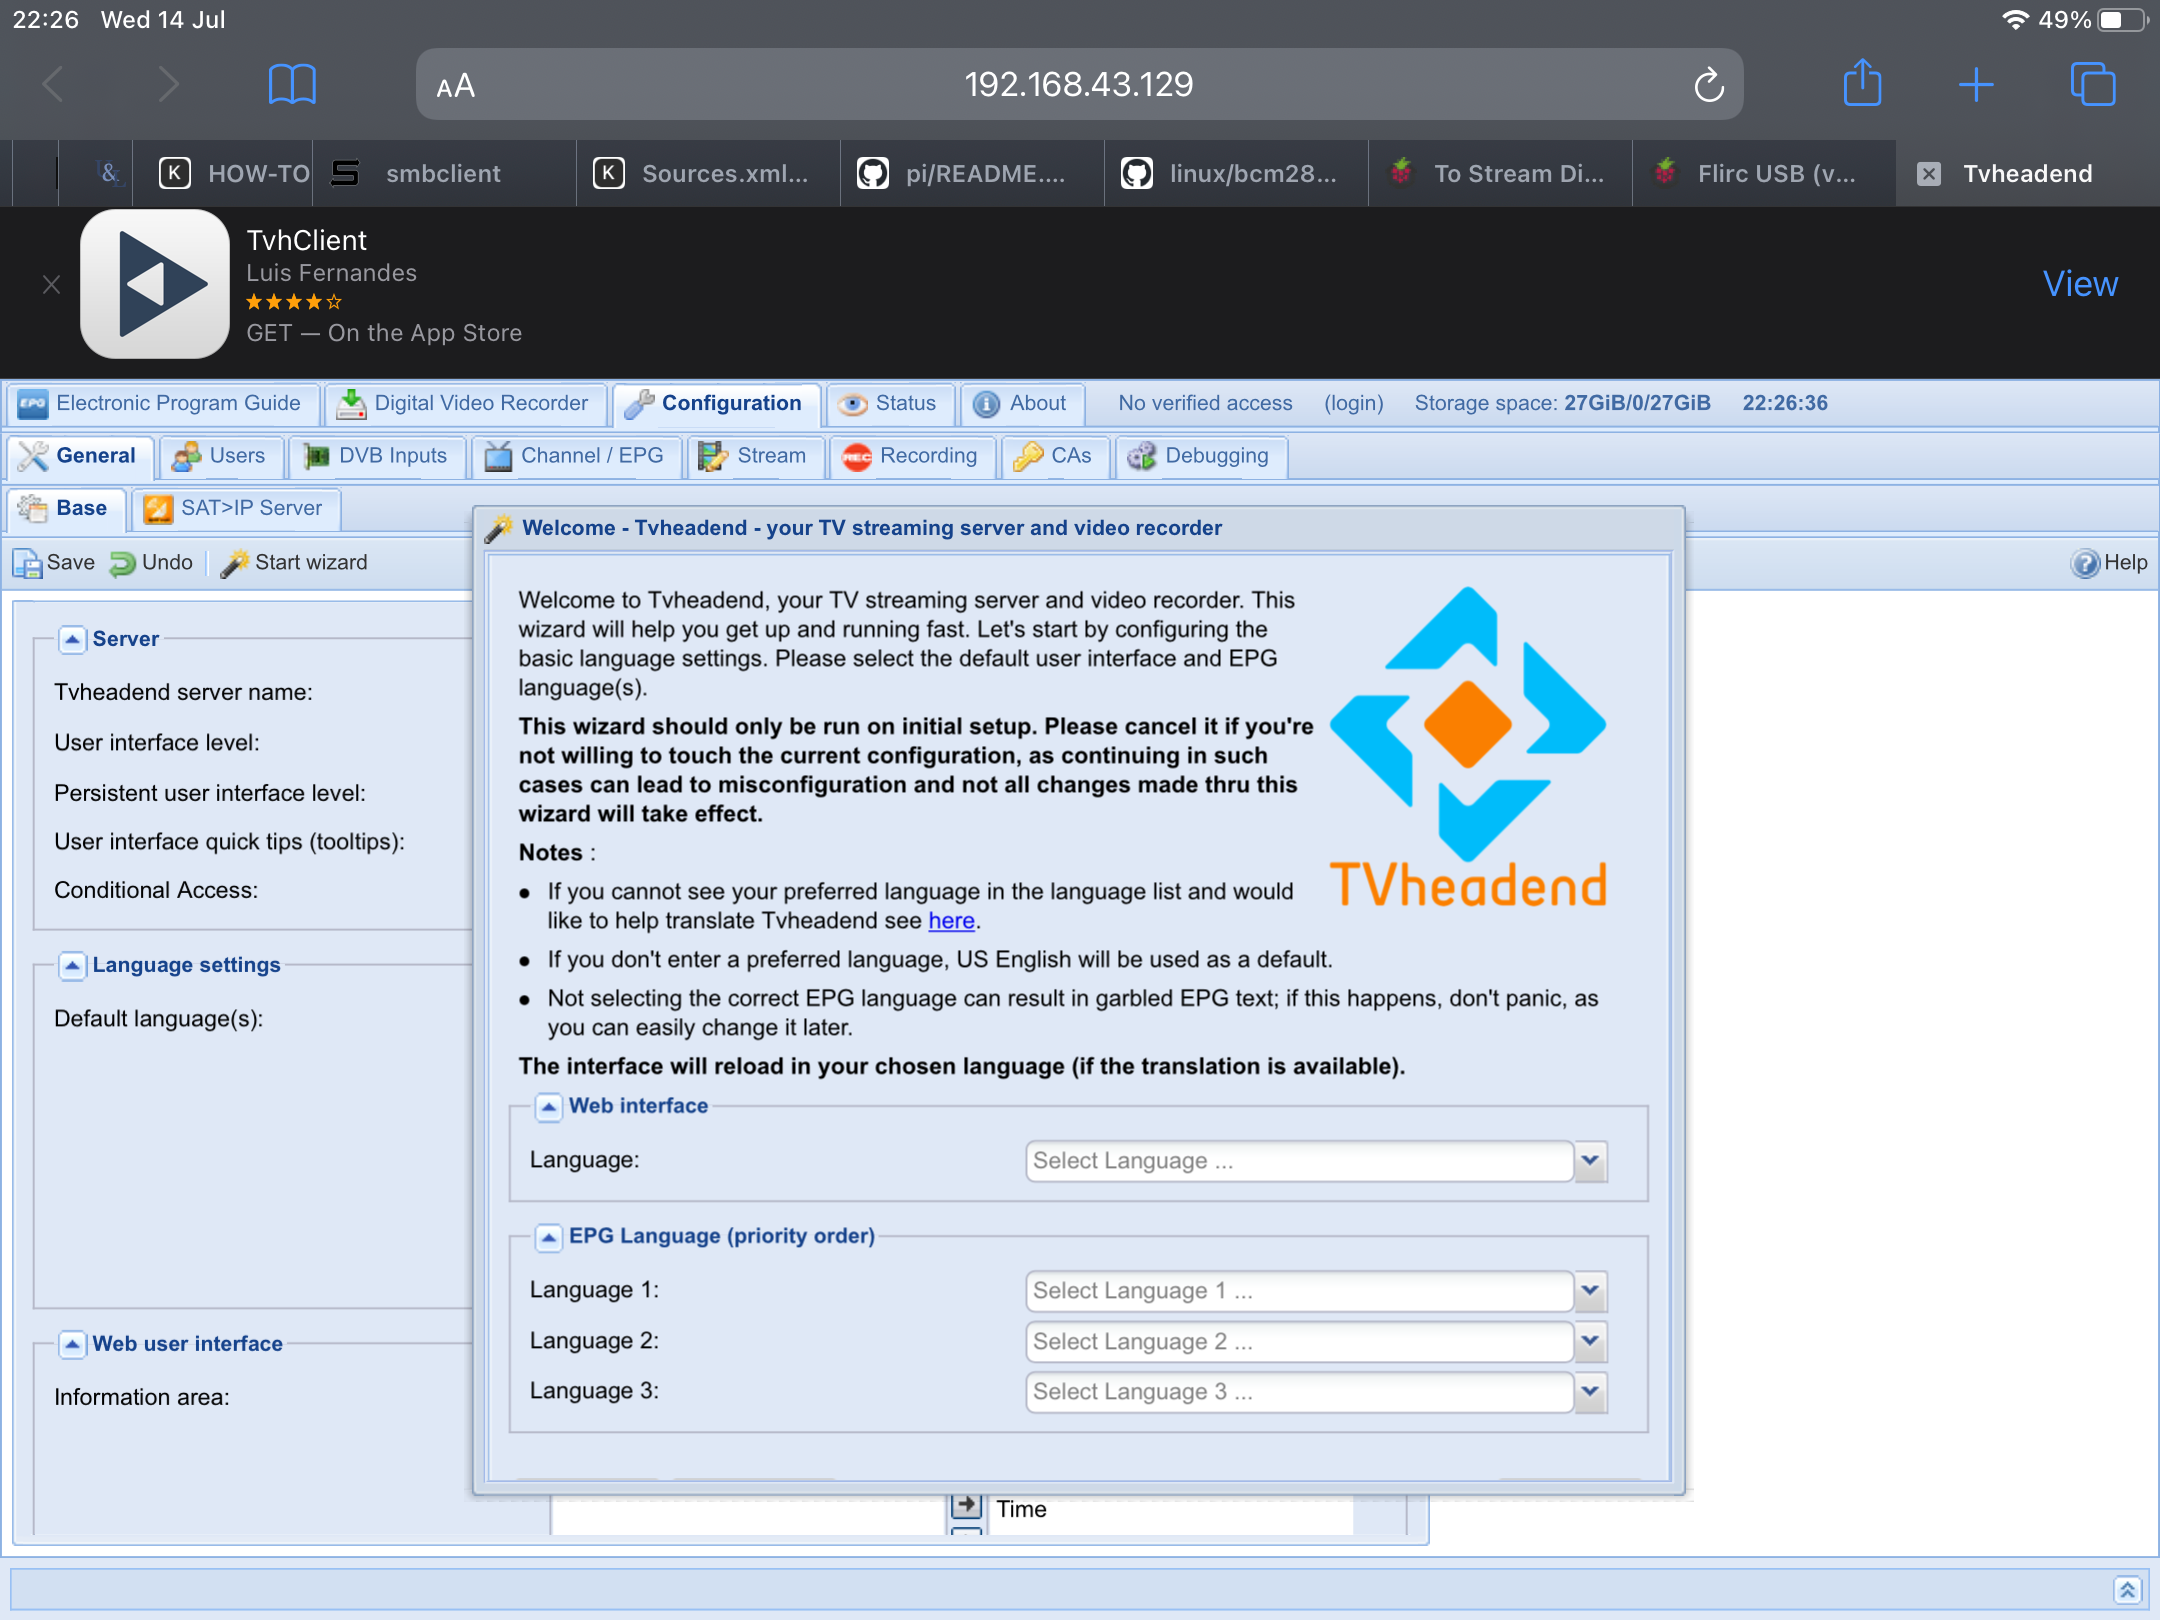 22:26 Wed 14 Jul
49%
AA
192.168.43.129
&
K HOW-TO
smbclient
K Sources.xml...
pi/README....
linux/bcm28...
To Stream Di...
Flirc USB (v...
Tvheadend
TvhClient
Luis Fernandes
GET — On the App Store
View
EPG Electronic Program Guide
Digital Video Recorder
Configuration
Status
About
No verified access (login) Storage space: 27GiB/0/27GiB 22:26:36
General
Users
DVB Inputs
Channel / EPG
Stream
REC Recording
CAs
Debugging
Base
SAT>IP Server
Save
Undo
Start wizard
Help
Server
Tvheadend server name:
User interface level:
Persistent user interface level:
User interface quick tips (tooltips):
Conditional Access:
Language settings
Default language(s):
Web user interface
Information area:
Welcome - Tvheadend - your TV streaming server and video recorder
Welcome to Tvheadend, your TV streaming server and video recorder. This
wizard will help you get up and running fast. Let's start by configuring the
basic language settings. Please select the default user interface and EPG
language(s).
This wizard should only be run on initial setup. Please cancel it if you're
not willing to touch the current configuration, as continuing in such
cases can lead to misconfiguration and not all changes made thru this
wizard will take effect.
TVheadend
Notes :
• If you cannot see your preferred language in the language list and would
like to help translate Tvheadend see here.
• If you don't enter a preferred language, US English will be used as a default.
• Not selecting the correct EPG language can result in garbled EPG text; if this happens, don't panic, as
you can easily change it later.
The interface will reload in your chosen language (if the translation is available).
Web interface
Language: Select Language ...
EPG Language (priority order)
Language 1: Select Language 1 ...
Language 2: Select Language 2 ...
Language 3: Select Language 3 ...
Time